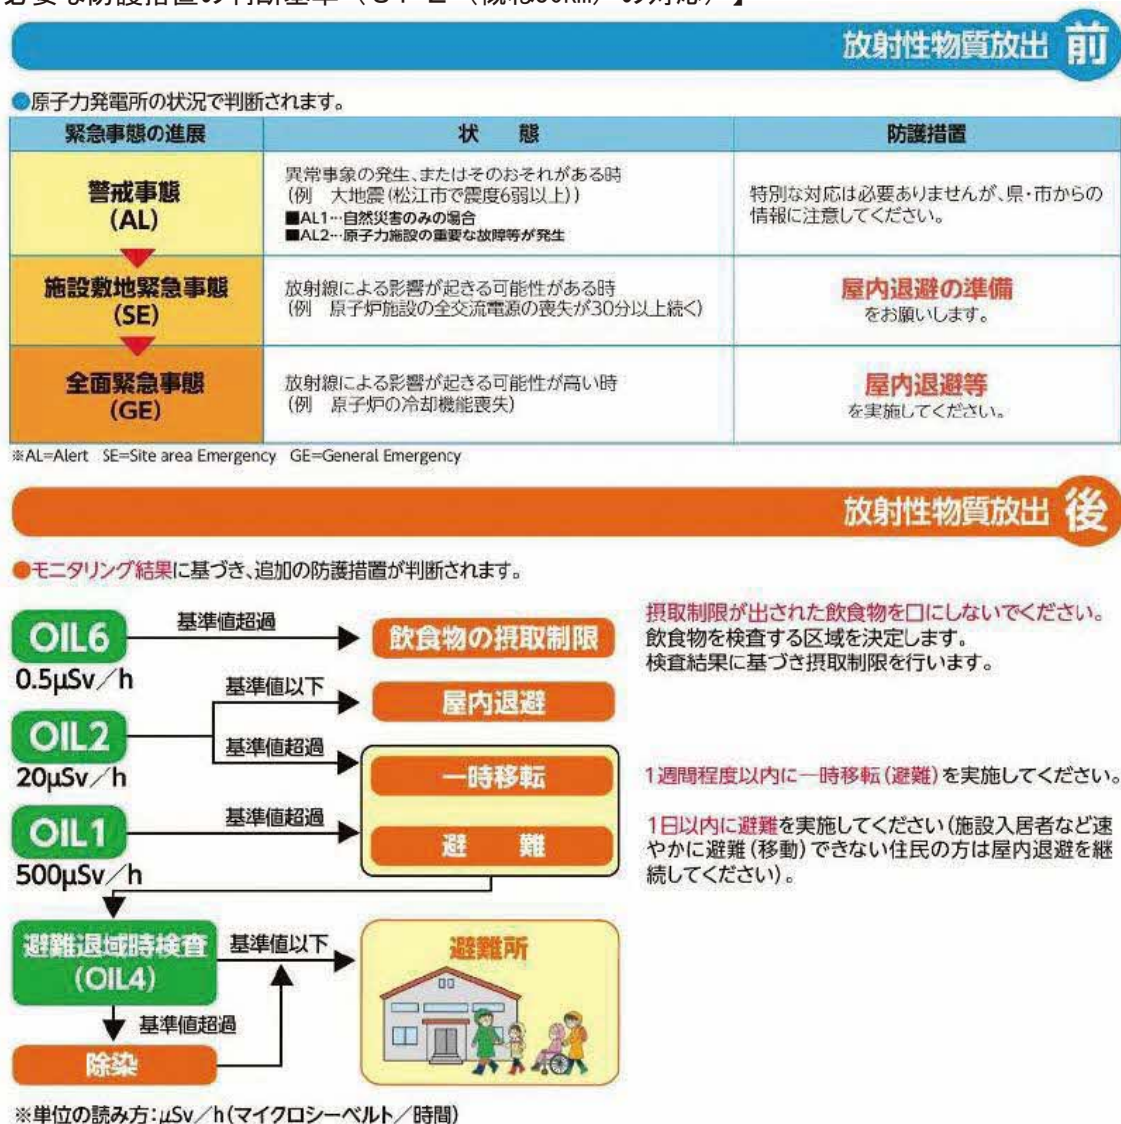 放射性物質放出 前
●原子力発電所の状況で判断されます。
緊急事態の進展
状　態
防護措置
警戒事態
(AL)
異常事象の発生、またはそのおそれがある時
(例　大地震(松江市で震度6弱以上))
■AL1…自然災害のみの場合
■AL2…原子力施設の重要な故障等が発生
特別な対応は必要ありませんが、県・市からの
情報に注意してください。
施設敷地緊急事態
(SE)
放射線による影響が起きる可能性がある時
(例　原子炉施設の全交流電源の喪失が30分以上続く)
屋内退避の準備
をお願いします。
全面緊急事態
(GE)
放射線による影響が起きる可能性が高い時
(例　原子炉の冷却機能喪失)
屋内退避等
を実施してください。
※AL=Alert　SE=Site area Emergency　GE=General Emergency
放射性物質放出 後
●モニタリング結果に基づき、追加の防護措置が判断されます。
OIL6
0.5μSv／h
基準値超過
飲食物の摂取制限
摂取制限が出された飲食物を口にしないでください。
飲食物を検査する区域を決定します。
検査結果に基づき摂取制限を行います。
OIL2
20μSv／h
基準値以下
屋内退避
基準値超過
一時移転
1週間程度以内に一時移転(避難)を実施してください。
OIL1
500μSv／h
基準値超過
避　難
1日以内に避難を実施してください(施設入居者など速
やかに避難(移動)できない住民の方は屋内退避を継
続してください)。
避難退域時検査
(OIL4)
基準値以下
避難所
基準値超過
除染
※単位の読み方：μSv／h(マイクロシーベルト／時間)